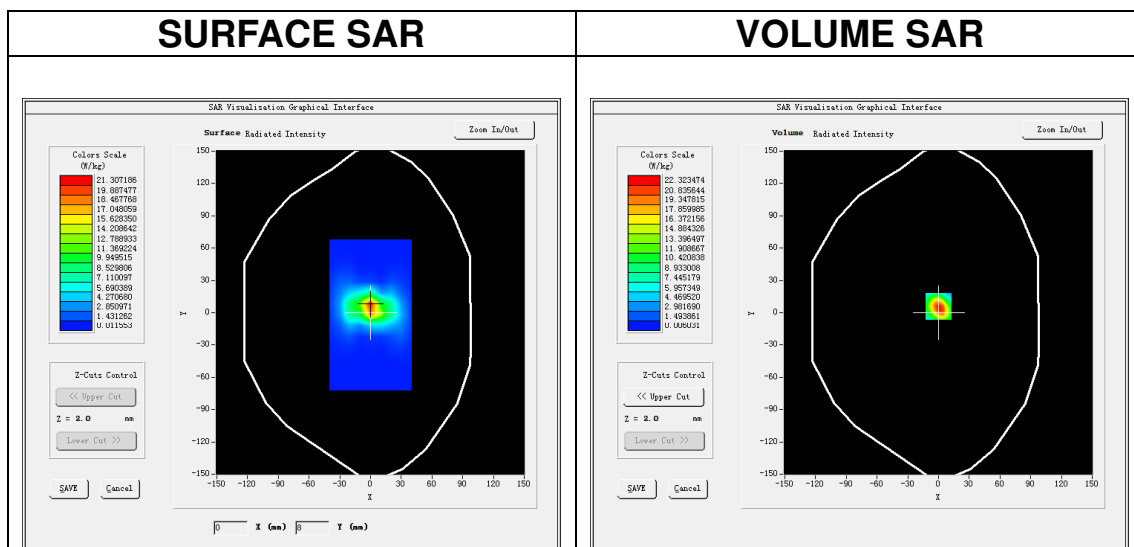 SURFACE SAR
VOLUME SAR
SAR Visualisation Graphical Interface
Surface Radiated Intensity
Zoom In/Out
Colors Scale
(W/kg)
21.307186
19.887477
18.467768
17.048059
15.628350
14.208642
12.788933
11.369224
9.949515
8.529806
7.110097
5.690389
4.270680
2.850971
1.431262
0.011553
150
120
90
60
30
0
-30
-60
-90
-120
-150
Y
-150 -120 -90 -60 -30 0 30 60 90 120 150
X
Z-Cuts Control
<< Upper Cut
Z = 2.0 mm
Lower Cut >>
SAVE Cancel
0 X (mm) 8 Y (mm)
SAR Visualisation Graphical Interface
Volume Radiated Intensity
Zoom In/Out
Colors Scale
(W/kg)
22.323474
20.835644
19.347815
17.859985
16.372156
14.884326
13.396497
11.908667
10.420838
8.933008
7.445179
5.957349
4.469520
2.981690
1.493861
0.006031
150
120
90
60
30
0
-30
-60
-90
-120
-150
Y
-150 -120 -90 -60 -30 0 30 60 90 120 150
X
Z-Cuts Control
<< Upper Cut
Z = 2.0 mm
Lower Cut >>
SAVE Cancel